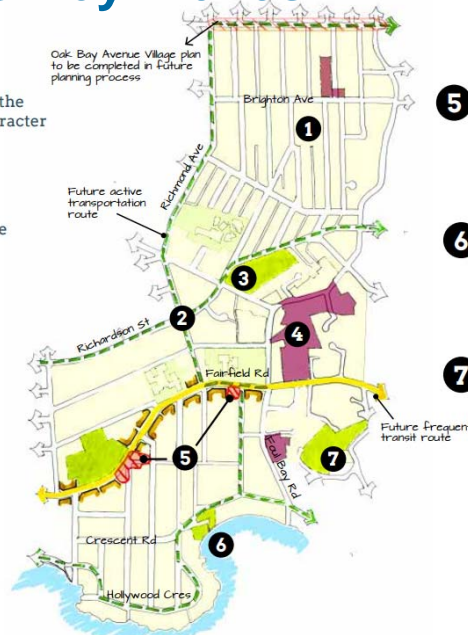 Oak Bay Avenue Village plan
to be completed in future
planning process
the
racter
Brighton Ave
5
1
Richmond Ave
Future active
transportation
route
e
6
3
2
4
Richardson St
Fairfield Rd
7
Future frequen
transit route
5
Foul Bay Rd
7
6
Crescent Rd
Hollywood Cres